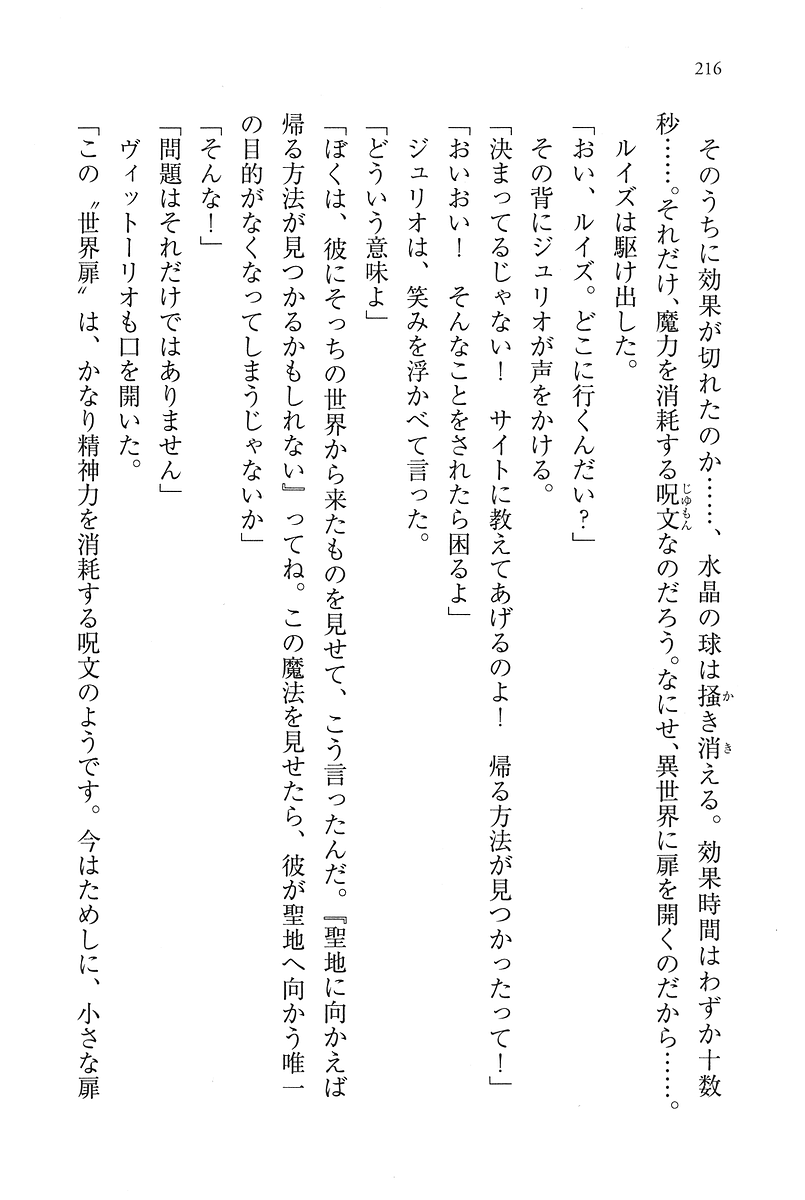 216
そのうちに効果が切れたのか……、水晶の球は掻き消える。効果時間はわずか十数
秒……。それだけ、魔力を消耗する呪文なのだろう。なにせ、異世界に扉を開くのだから……。
ルイズは駆け出した。
「おい、ルイズ。どこに行くんだい？」
その背にジュリオが声をかける。
「決まってるじゃない！　サイトに教えてあげるのよ！　帰る方法が見つかったって！」
「おいおい！　そんなことをされたら困るよ」
ジュリオは、笑みを浮かべて言った。
「どういう意味よ」
「ぼくは、彼にそっちの世界から来たものを見せて、こう言ったんだ。『聖地に向かえば
帰る方法が見つかるかもしれない』ってね。この魔法を見せたら、彼が聖地へ向かう唯一
の目的がなくなってしまうじゃないか」
「そんな！」
「問題はそれだけではありません」
ヴィットーリオも口を開いた。
「この〝世界扉〟は、かなり精神力を消耗する呪文のようです。今はためしに、小さな扉